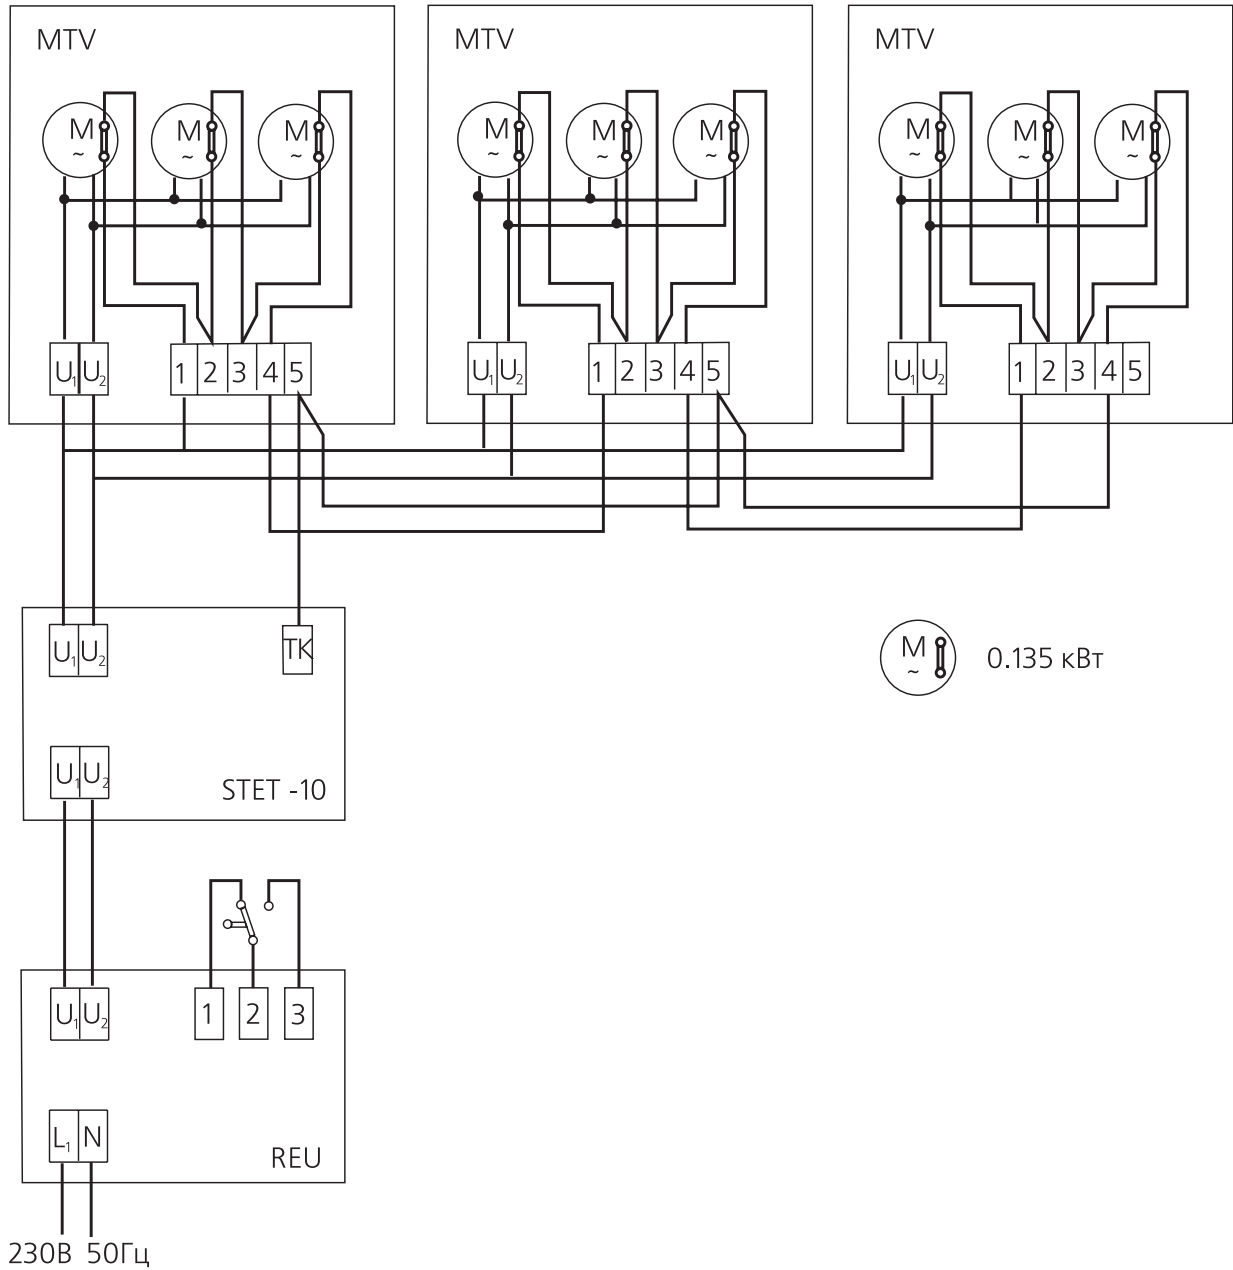 MTV MTV MTV
M M M M M M M M M
~ ~ ~ ~ ~ ~ ~ ~ ~
U1 U2 1 2 3 4 5 U1 U2 1 2 3 4 5 U1 U2 1 2 3 4 5
U1 U2 TK
M
~ 0.135 кВт
U1 U2
STET -10
U1 U2 1 2 3
L1 N
REU
230В 50Гц